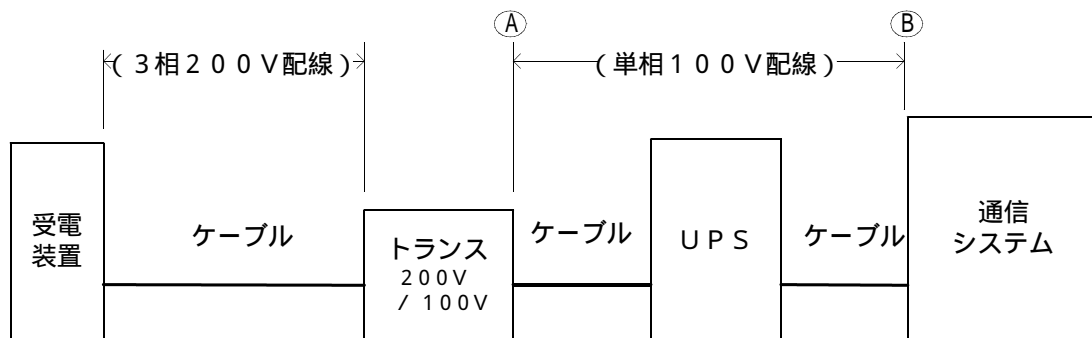 Ⓐ
Ⓑ
(３相２００Ｖ配線)
(単相１００Ｖ配線)
受電
装置
ケーブル
トランス
200V
/ 100V
ケーブル
ＵＰＳ
ケーブル
通信
システム